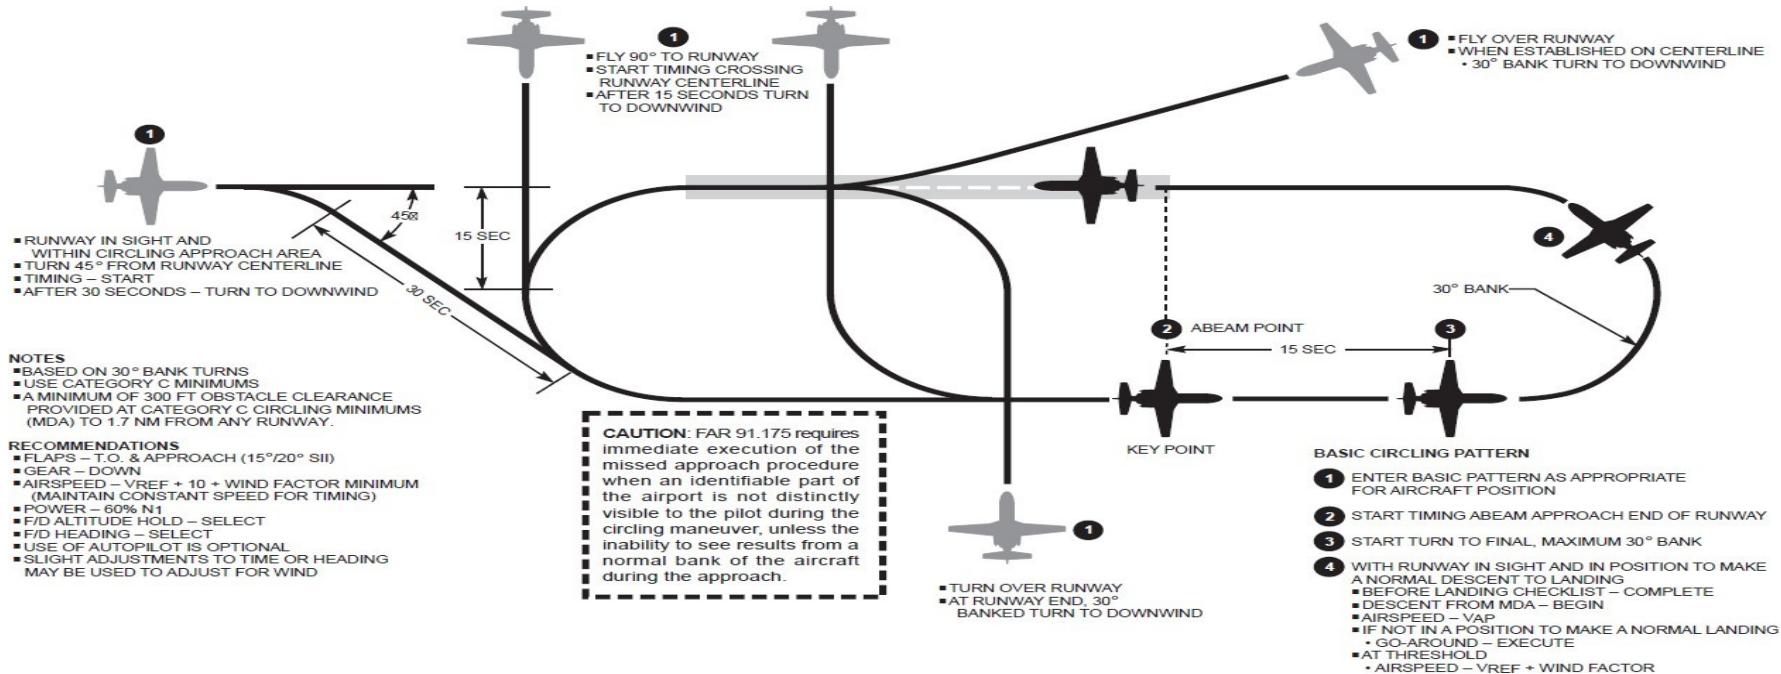 1
■ FLY 90° TO RUNWAY
■ START TIMING CROSSING
RUNWAY CENTERLINE
■ AFTER 15 SECONDS TURN
TO DOWNWIND
1
■ FLY OVER RUNWAY
■ WHEN ESTABLISHED ON CENTERLINE
• 30° BANK TURN TO DOWNWIND
1
■ RUNWAY IN SIGHT AND
WITHIN CIRCLING APPROACH AREA
■ TURN 45° FROM RUNWAY CENTERLINE
■ TIMING – START
■ AFTER 30 SECONDS – TURN TO DOWNWIND
45☒
30 SEC
15 SEC
4
30° BANK
2 ABEAM POINT
15 SEC
3
KEY POINT
NOTES
■ BASED ON 30° BANK TURNS
■ USE CATEGORY C MINIMUMS
■ A MINIMUM OF 300 FT OBSTACLE CLEARANCE
PROVIDED AT CATEGORY C CIRCLING MINIMUMS
(MDA) TO 1.7 NM FROM ANY RUNWAY.
RECOMMENDATIONS
■ FLAPS – T.O. & APPROACH (15°/20° SII)
■ GEAR – DOWN
■ AIRSPEED – VREF + 10 + WIND FACTOR MINIMUM
(MAINTAIN CONSTANT SPEED FOR TIMING)
■ POWER – 60% N1
■ F/D ALTITUDE HOLD – SELECT
■ F/D HEADING – SELECT
■ USE OF AUTOPILOT IS OPTIONAL
■ SLIGHT ADJUSTMENTS TO TIME OR HEADING
MAY BE USED TO ADJUST FOR WIND
CAUTION: FAR 91.175 requires
immediate execution of the
missed approach procedure
when an identifiable part of
the airport is not distinctly
visible to the pilot during the
circling maneuver, unless the
inability to see results from a
normal bank of the aircraft
during the approach.
1
■ TURN OVER RUNWAY
■ AT RUNWAY END, 30°
BANKED TURN TO DOWNWIND
BASIC CIRCLING PATTERN
1 ENTER BASIC PATTERN AS APPROPRIATE
FOR AIRCRAFT POSITION
2 START TIMING ABEAM APPROACH END OF RUNWAY
3 START TURN TO FINAL, MAXIMUM 30° BANK
4 WITH RUNWAY IN SIGHT AND IN POSITION TO MAKE
A NORMAL DESCENT TO LANDING
■ BEFORE LANDING CHECKLIST – COMPLETE
■ DESCENT FROM MDA – BEGIN
■ AIRSPEED – VAP
■ IF NOT IN A POSITION TO MAKE A NORMAL LANDING
• GO-AROUND – EXECUTE
■ AT THRESHOLD
• AIRSPEED – VREF + WIND FACTOR